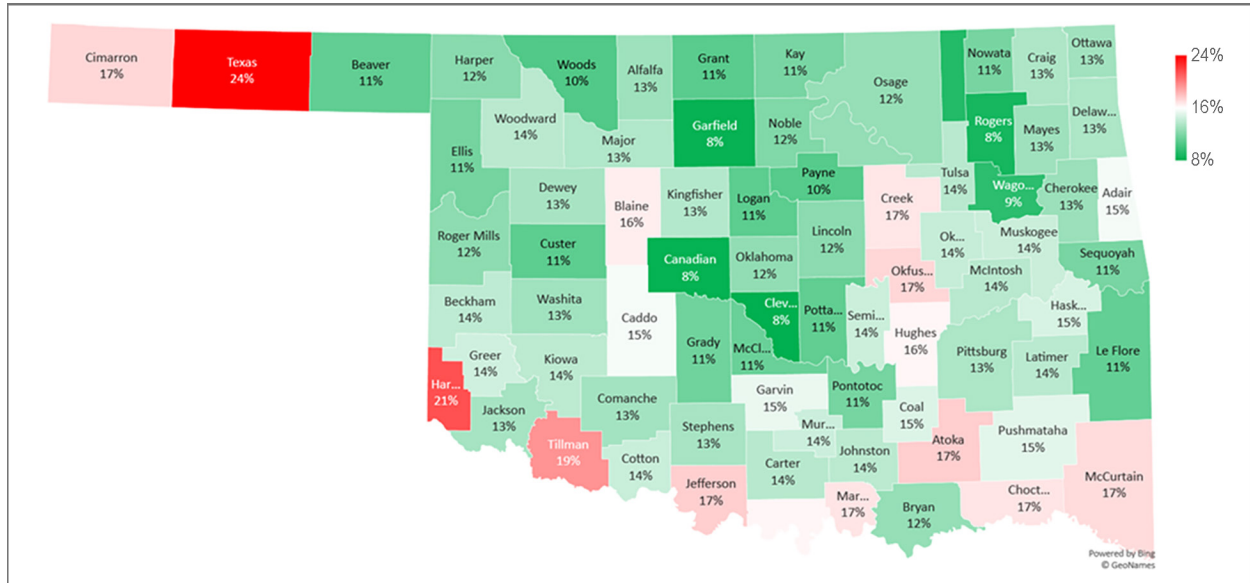 Cimarron
17%
Texas
24%
Beaver
11%
Harper
12%
Woods
10%
Alfalfa
13%
Grant
11%
Kay
11%
Osage
12%
Nowata
11%
Craig
13%
Ottawa
13%
24%
16%
8%
Woodward
14%
Major
13%
Garfield
8%
Noble
12%
Rogers
8%
Mayes
13%
Delaw...
13%
Ellis
11%
Dewey
13%
Blaine
16%
Kingfisher
13%
Logan
11%
Payne
10%
Creek
17%
Tulsa
14%
Wago...
9%
Cherokee
13%
Adair
15%
Roger Mills
12%
Custer
11%
Canadian
8%
Oklahoma
12%
Lincoln
12%
Ok...
14%
Muskogee
14%
Sequoyah
11%
Okfus...
17%
McIntosh
14%
Beckham
14%
Washita
13%
Caddo
15%
Clev...
8%
Potta...
11%
Semi...
14%
Hughes
16%
Hask...
15%
Grady
11%
McCl...
11%
Pittsburg
13%
Latimer
14%
Le Flore
11%
Har...
21%
Greer
14%
Kiowa
14%
Garvin
15%
Pontotoc
11%
Coal
15%
Jackson
13%
Comanche
13%
Stephens
13%
Mur...
14%
Atoka
17%
Pushmataha
15%
Tillman
19%
Cotton
14%
Carter
14%
Johnston
14%
McCurtain
17%
Jefferson
17%
Mar...
17%
Bryan
12%
Choct...
17%
Powered by Bing
© GeoNames